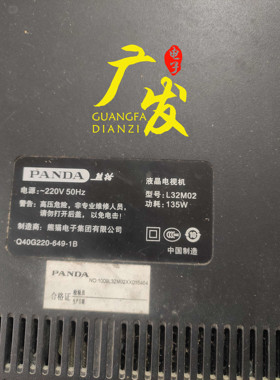 广发
电子
GUANGFA
DIANZI
PANDA 熊猫
液晶电视机
电源：~220V 50Hz
型号：L32M02
警告：高压危险，非专业维修人员，
请勿打开后盖，以免电击！
功耗：135W
制造商：熊猫电子集团有限公司
Q40G220-649-1B
中国制造
PANDA
合格证